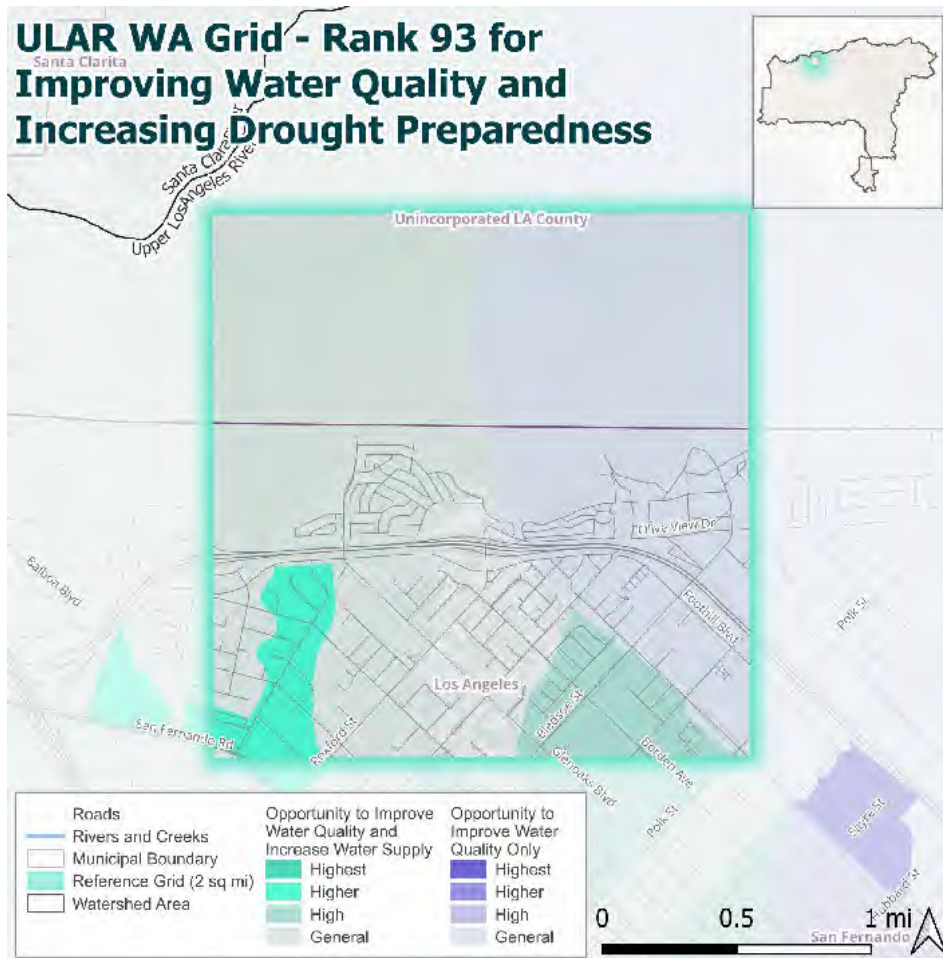 ULAR WA Grid - Rank 93 for
Improving Water Quality and
Increasing Drought Preparedness
Santa Clarita
Santa Clara
Upper Los Angeles River
Unincorporated LA County
Olive View Dr
Foothill Blvd
Polk St
Balboa Blvd
Los Angeles
San Fernando Rd
Roxford St
Bledsoe St
Glenoaks Blvd
Borden Ave
Polk St
Sayre St
Hubbard St
San Fernando
Roads
Rivers and Creeks
Municipal Boundary
Reference Grid (2 sq mi)
Watershed Area
Opportunity to Improve
Water Quality and
Increase Water Supply
Highest
Higher
High
General
Opportunity to
Improve Water
Quality Only
Highest
Higher
High
General
0 0.5 1 mi